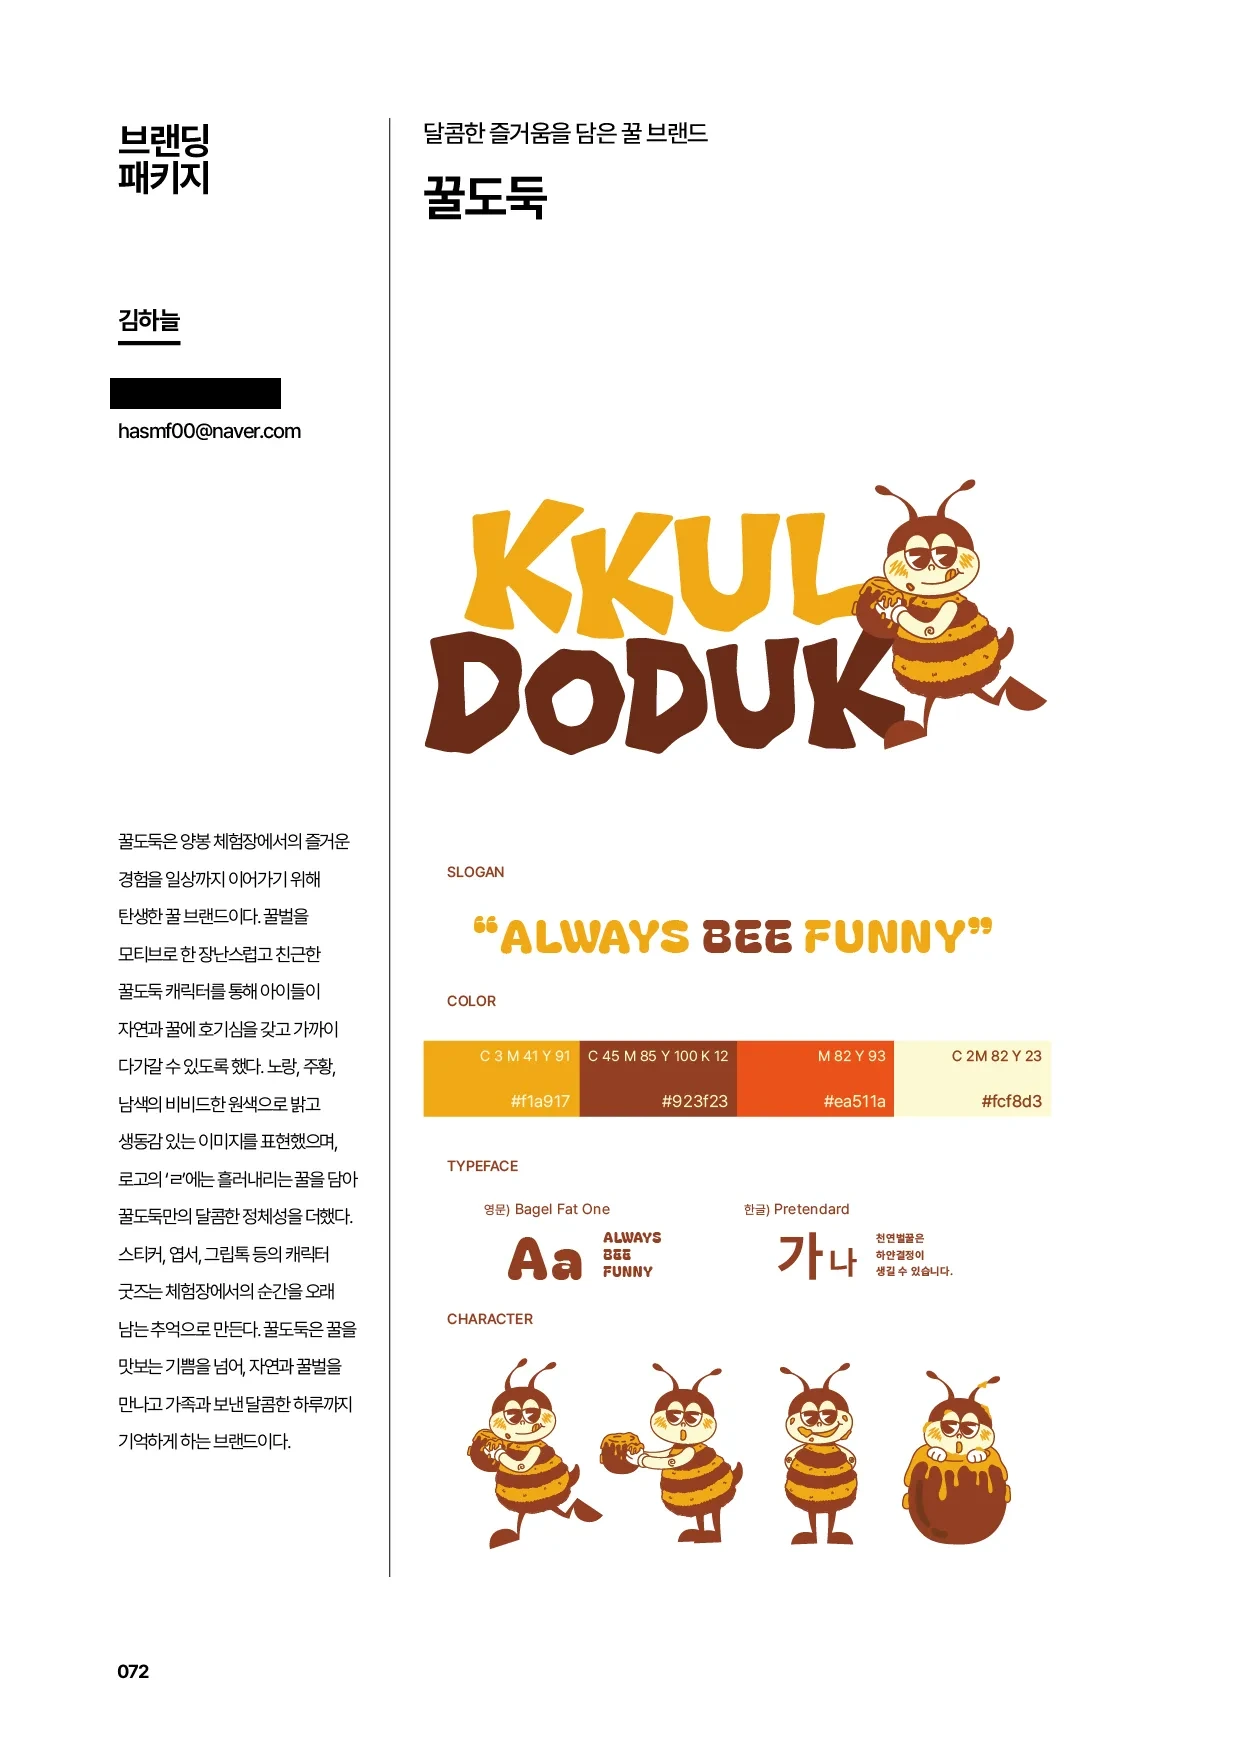 브랜딩
패키지
김하늘
hasmf00@naver.com
꿀도둑은 양봉 체험장에서의 즐거운
경험을 일상까지 이어가기 위해
탄생한 꿀 브랜드이다. 꿀벌을
모티브로 한 장난스럽고 친근한
꿀도둑 캐릭터를 통해 아이들이
자연과 꿀에 호기심을 갖고 가까이
다가갈 수 있도록 했다. 노랑, 주황,
남색의 비비드한 원색으로 밝고
생동감 있는 이미지를 표현했으며,
로고의 ‘ㄹ’에는 흘러내리는 꿀을 담아
꿀도둑만의 달콤한 정체성을 더했다.
스티커, 엽서, 그립톡 등의 캐릭터
굿즈는 체험장에서의 순간을 오래
남는 추억으로 만든다. 꿀도둑은 꿀을
맛보는 기쁨을 넘어, 자연과 꿀벌을
만나고 가족과 보낸 달콤한 하루까지
기억하게 하는 브랜드이다.
072
달콤한 즐거움을 담은 꿀 브랜드
꿀도둑
KKUL
DODUK
SLOGAN
“ALWAYS BEE FUNNY”
COLOR
C 3 M 41 Y 91
#f1a917
C 45 M 85 Y 100 K 12
#923f23
M 82 Y 93
#ea511a
C 2M 82 Y 23
#fcf8d3
TYPEFACE
영문) Bagel Fat One
Aa
ALWAYS
BEE
FUNNY
한글) Pretendard
가 나
천연벌꿀은
하얀결정이
생길 수 있습니다.
CHARACTER